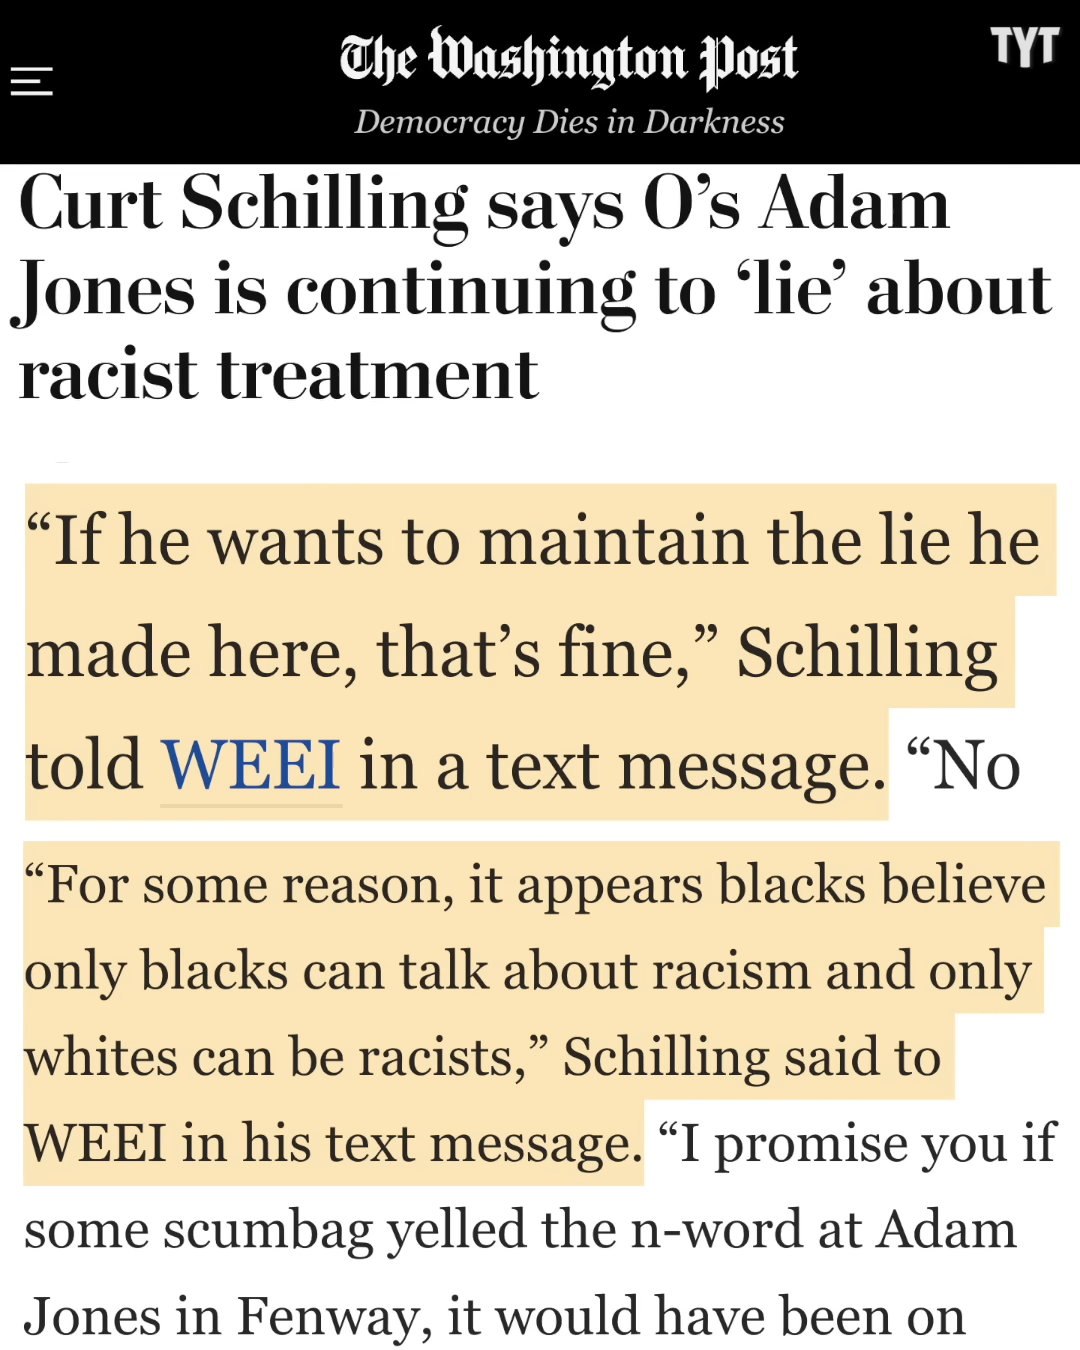 The Washington Post
TYT
Democracy Dies in Darkness
Curt Schilling says O’s Adam
Jones is continuing to ‘lie’ about
racist treatment
“If he wants to maintain the lie he
made here, that’s fine,” Schilling
told WEEI in a text message. “No
“For some reason, it appears blacks believe
only blacks can talk about racism and only
whites can be racists,” Schilling said to
WEEI in his text message. “I promise you if
some scumbag yelled the n-word at Adam
Jones in Fenway, it would have been on